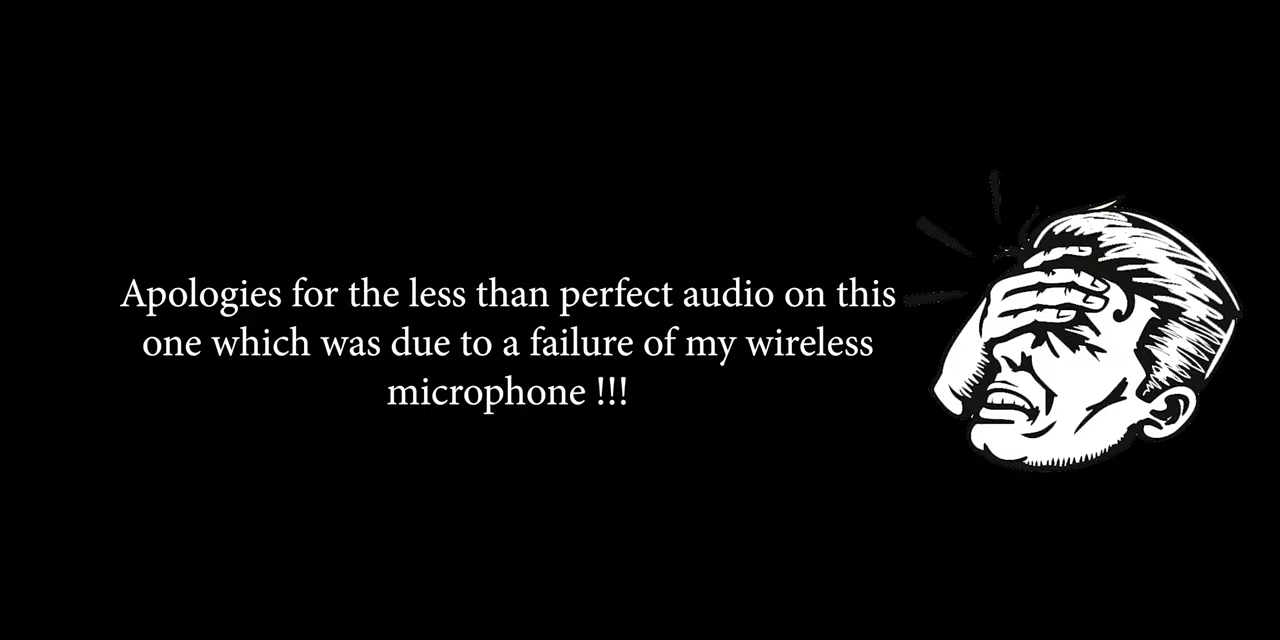 Apologies for the less than perfect audio on this
one which was due to a failure of my wireless
microphone !!!